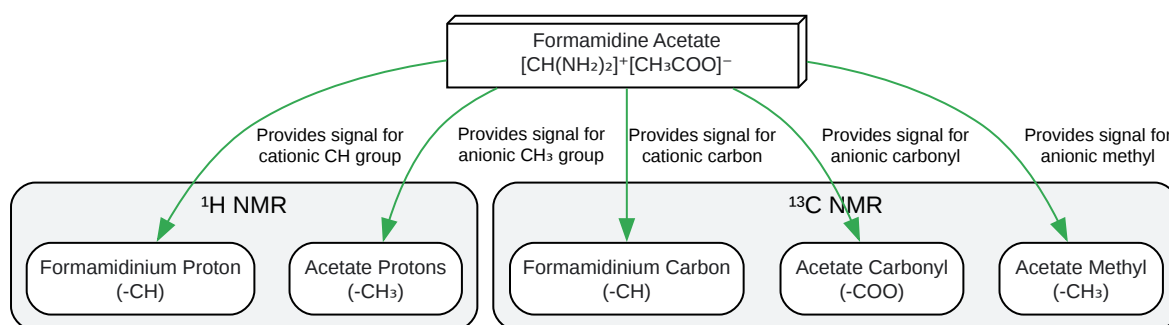 Formamidine Acetate
[CH(NH₂)₂]⁺[CH₃COO]⁻
Provides signal for
cationic CH group
Provides signal for
anionic CH₃ group
Provides signal for
cationic carbon
Provides signal for
anionic carbonyl
Provides signal for
anionic methyl
¹H NMR
¹³C NMR
Formamidinium Proton
(-CH)
Acetate Protons
(-CH₃)
Formamidinium Carbon
(-CH)
Acetate Carbonyl
(-COO)
Acetate Methyl
(-CH₃)